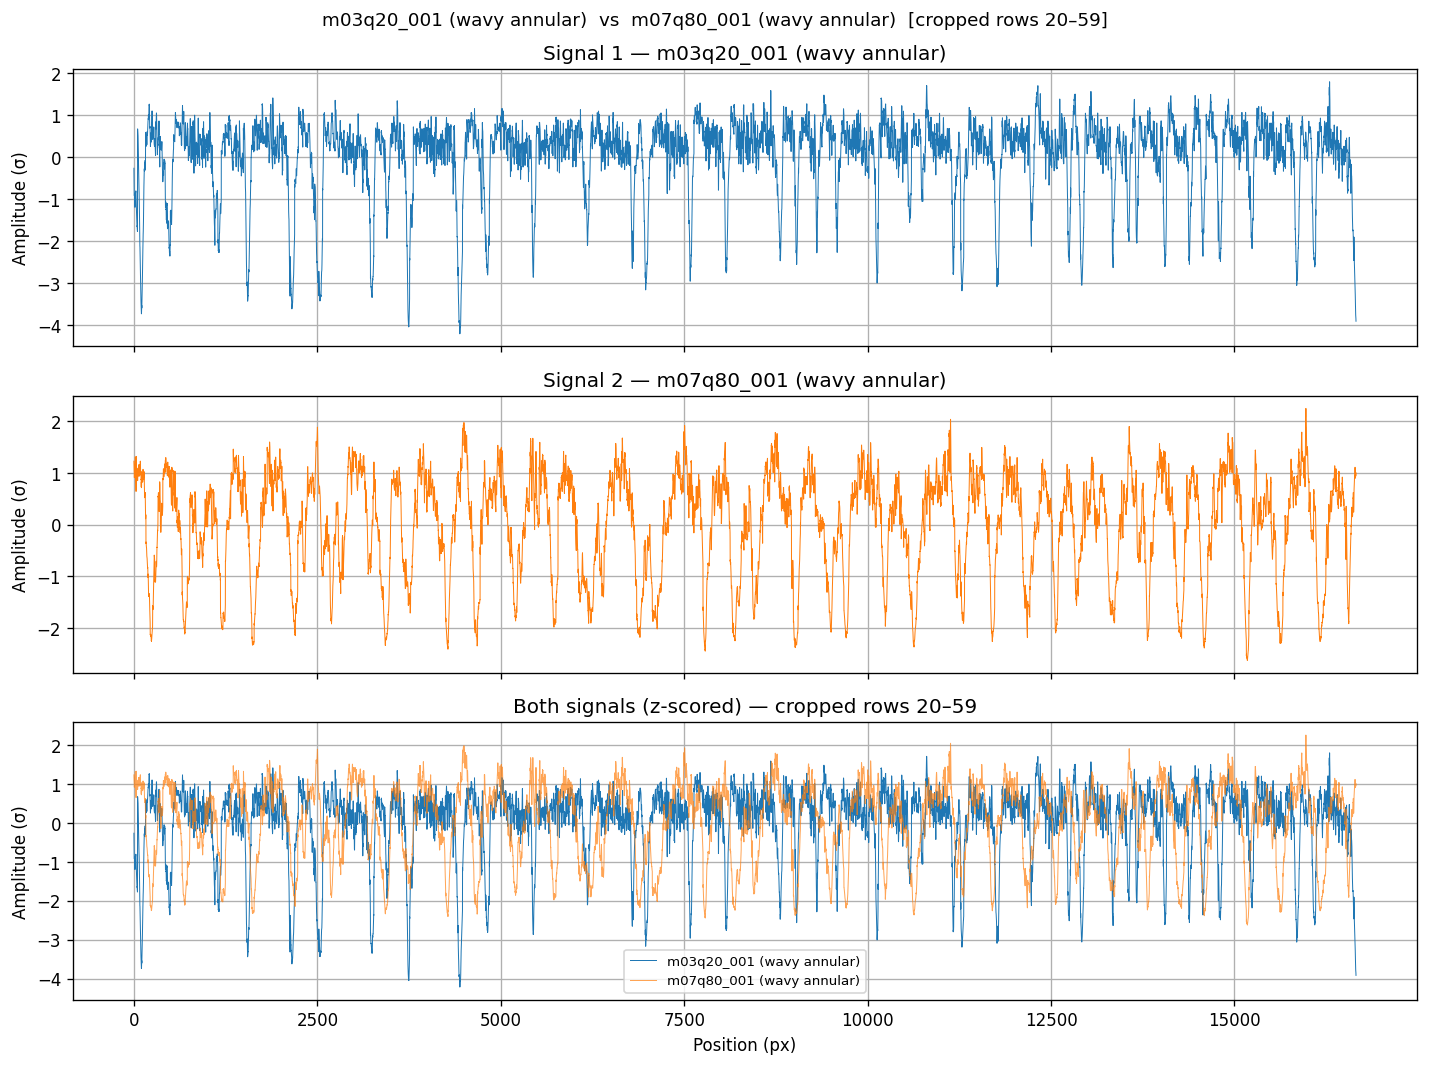 m03q20_001 (wavy annular)  vs  m07q80_001 (wavy annular)  [cropped rows 20–59]
Signal 1 — m03q20_001 (wavy annular)
2
1
0
−1
−2
−3
−4
Amplitude (σ)
Signal 2 — m07q80_001 (wavy annular)
2
1
0
−1
−2
Amplitude (σ)
Both signals (z-scored) — cropped rows 20–59
2
1
0
−1
−2
−3
−4
Amplitude (σ)
m03q20_001 (wavy annular)
m07q80_001 (wavy annular)
0 2500 5000 7500 10000 12500 15000
Position (px)